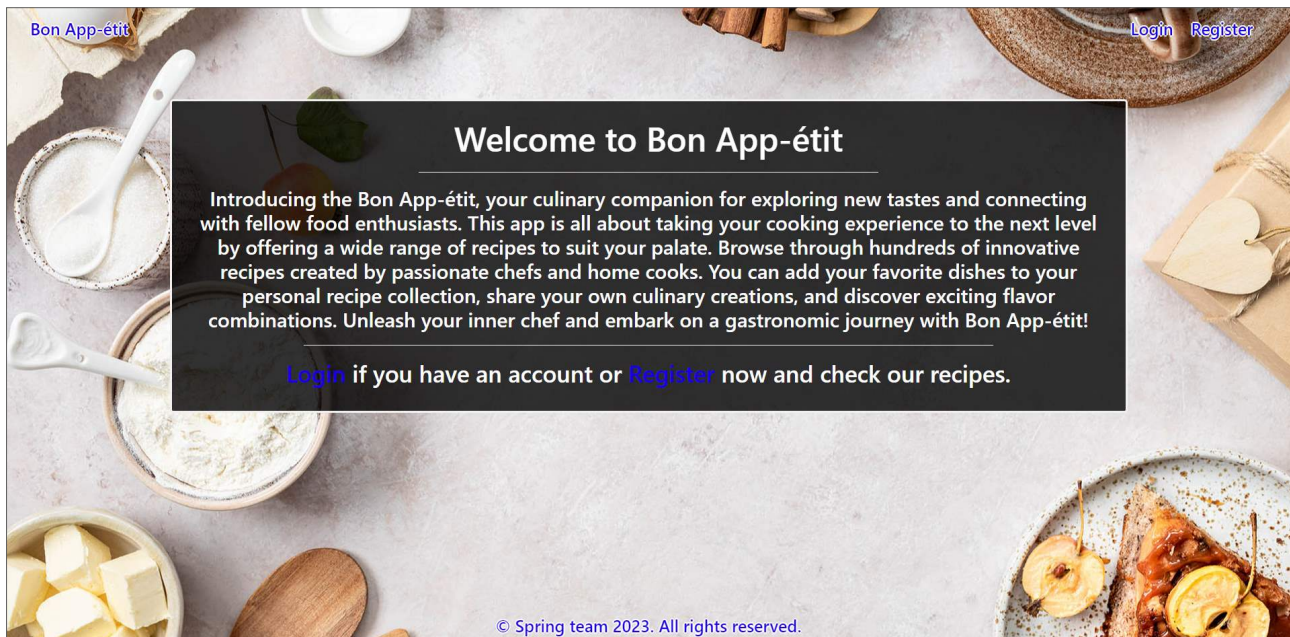 Bon App-étit
Login Register
Welcome to Bon App-étit
Introducing the Bon App-étit, your culinary companion for exploring new tastes and connecting
with fellow food enthusiasts. This app is all about taking your cooking experience to the next level
by offering a wide range of recipes to suit your palate. Browse through hundreds of innovative
recipes created by passionate chefs and home cooks. You can add your favorite dishes to your
personal recipe collection, share your own culinary creations, and discover exciting flavor
combinations. Unleash your inner chef and embark on a gastronomic journey with Bon App-étit!
Login if you have an account or Register now and check our recipes.
© Spring team 2023. All rights reserved.